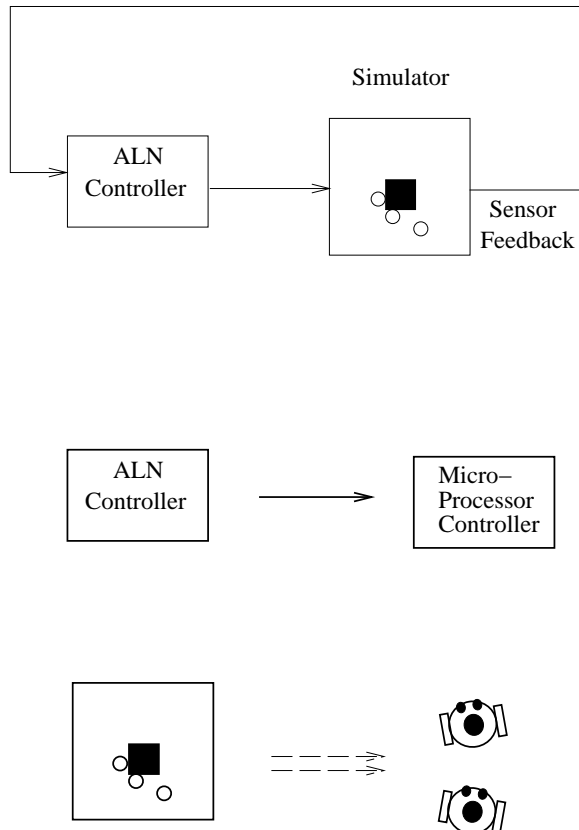 Simulator
ALN
Controller
Sensor
Feedback
ALN
Controller
Micro−
Processor
Controller